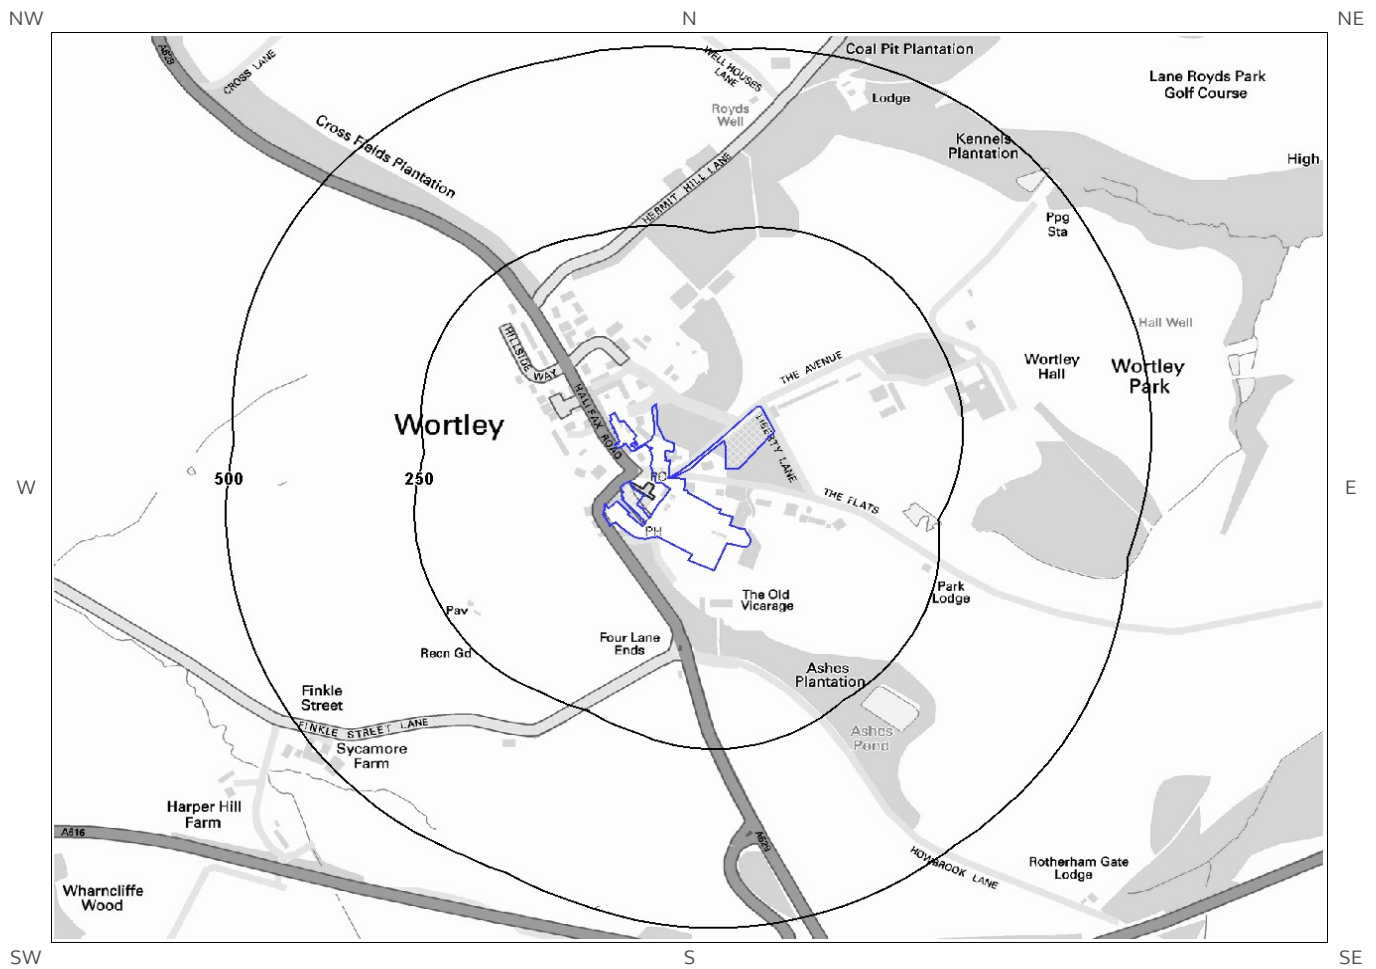 NW
N
NE
A629
CROSS LANE
WELL HOUSES
LANE
Coal Pit Plantation
Lane Royds Park
Golf Course
Lodge
Royds
Well
Cross Fields Plantation
Kennels
Plantation
High
HERMIT HILL LANE
Ppg
Sta
Hall Well
HILLSIDE WAY
THE AVENUE
Wortley
Hall
Wortley
Park
HALIFAX ROAD
Wortley
LIBERTY LANE
500
250
PO
W
E
THE FLATS
PH
Park
Lodge
The Old
Vicarage
Pav
Four Lane
Ends
Recn Gd
Ashes
Plantation
Finkle
Street
FINKLE STREET LANE
Ashes
Pond
Sycamore
Farm
Harper Hill
Farm
A616
A629
HOWBROOK LANE
Rotherham Gate
Lodge
Wharncliffe
Wood
SW
S
SE